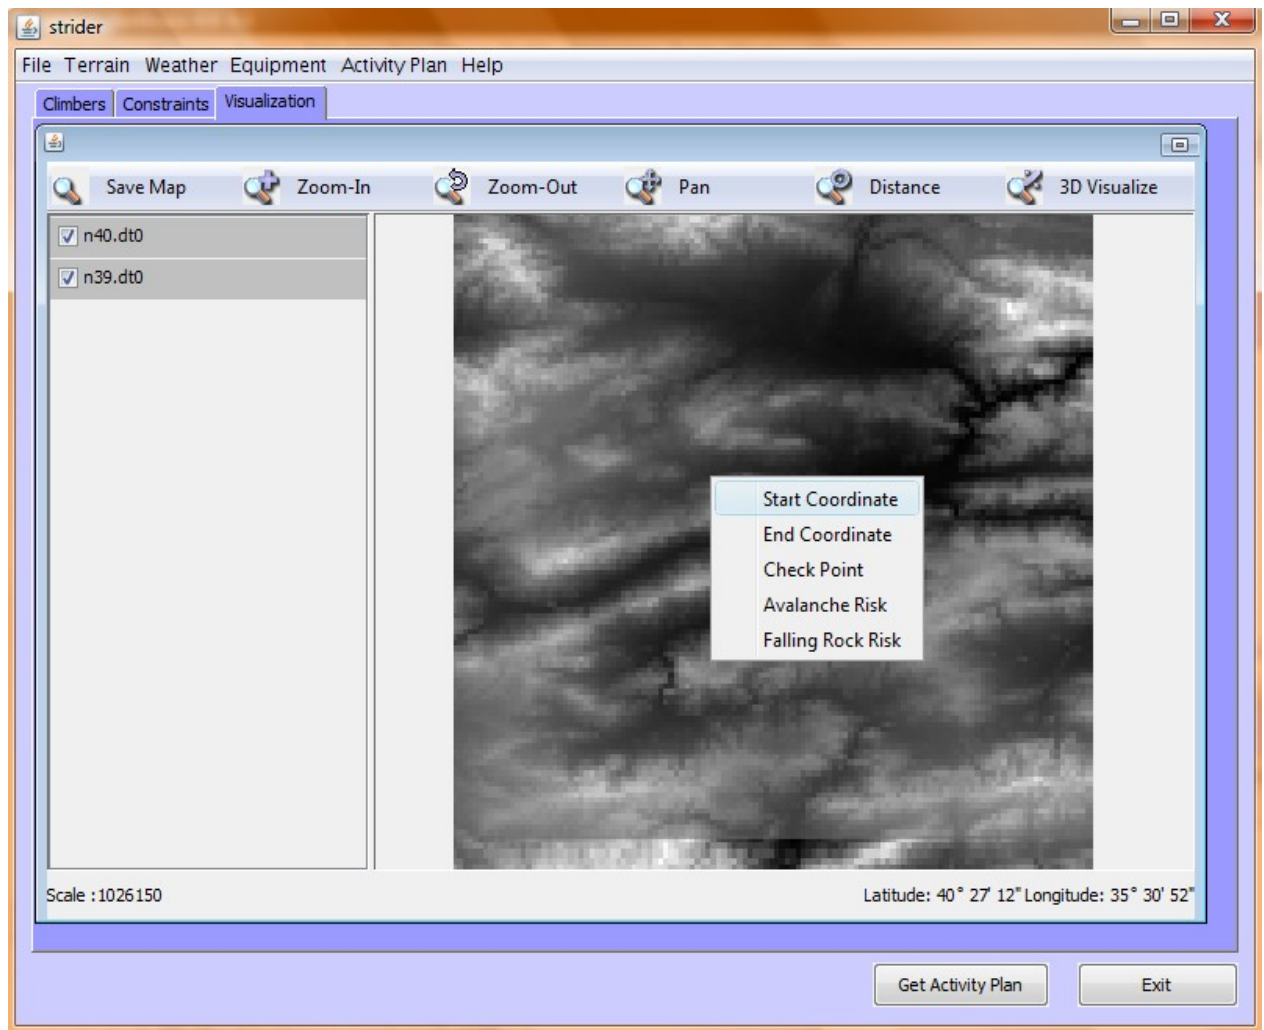 strider
File Terrain Weather Equipment Activity Plan Help
Climbers Constraints Visualization
Save Map Zoom-In Zoom-Out Pan Distance 3D Visualize
n40.dt0
n39.dt0
Start Coordinate
End Coordinate
Check Point
Avalanche Risk
Falling Rock Risk
Scale :1026150 Latitude: 40° 27' 12" Longitude: 35° 30' 52"
Get Activity Plan Exit